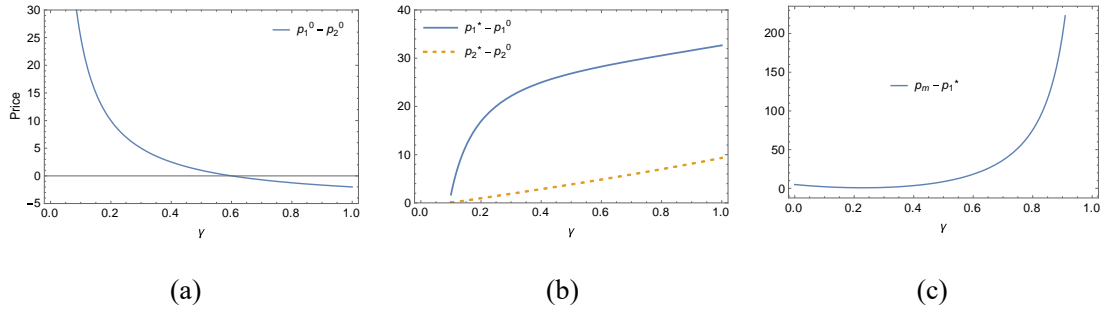 30
25
20
15
10
5
0
−5
Price
0.0 0.2 0.4 0.6 0.8 1.0
γ
p₁⁰ − p₂⁰
(a)
40
30
20
10
0
0.0 0.2 0.4 0.6 0.8 1.0
γ
p₁* − p₁⁰
p₂* − p₂⁰
(b)
200
150
100
50
0
0.0 0.2 0.4 0.6 0.8 1.0
γ
pₘ − p₁*
(c)